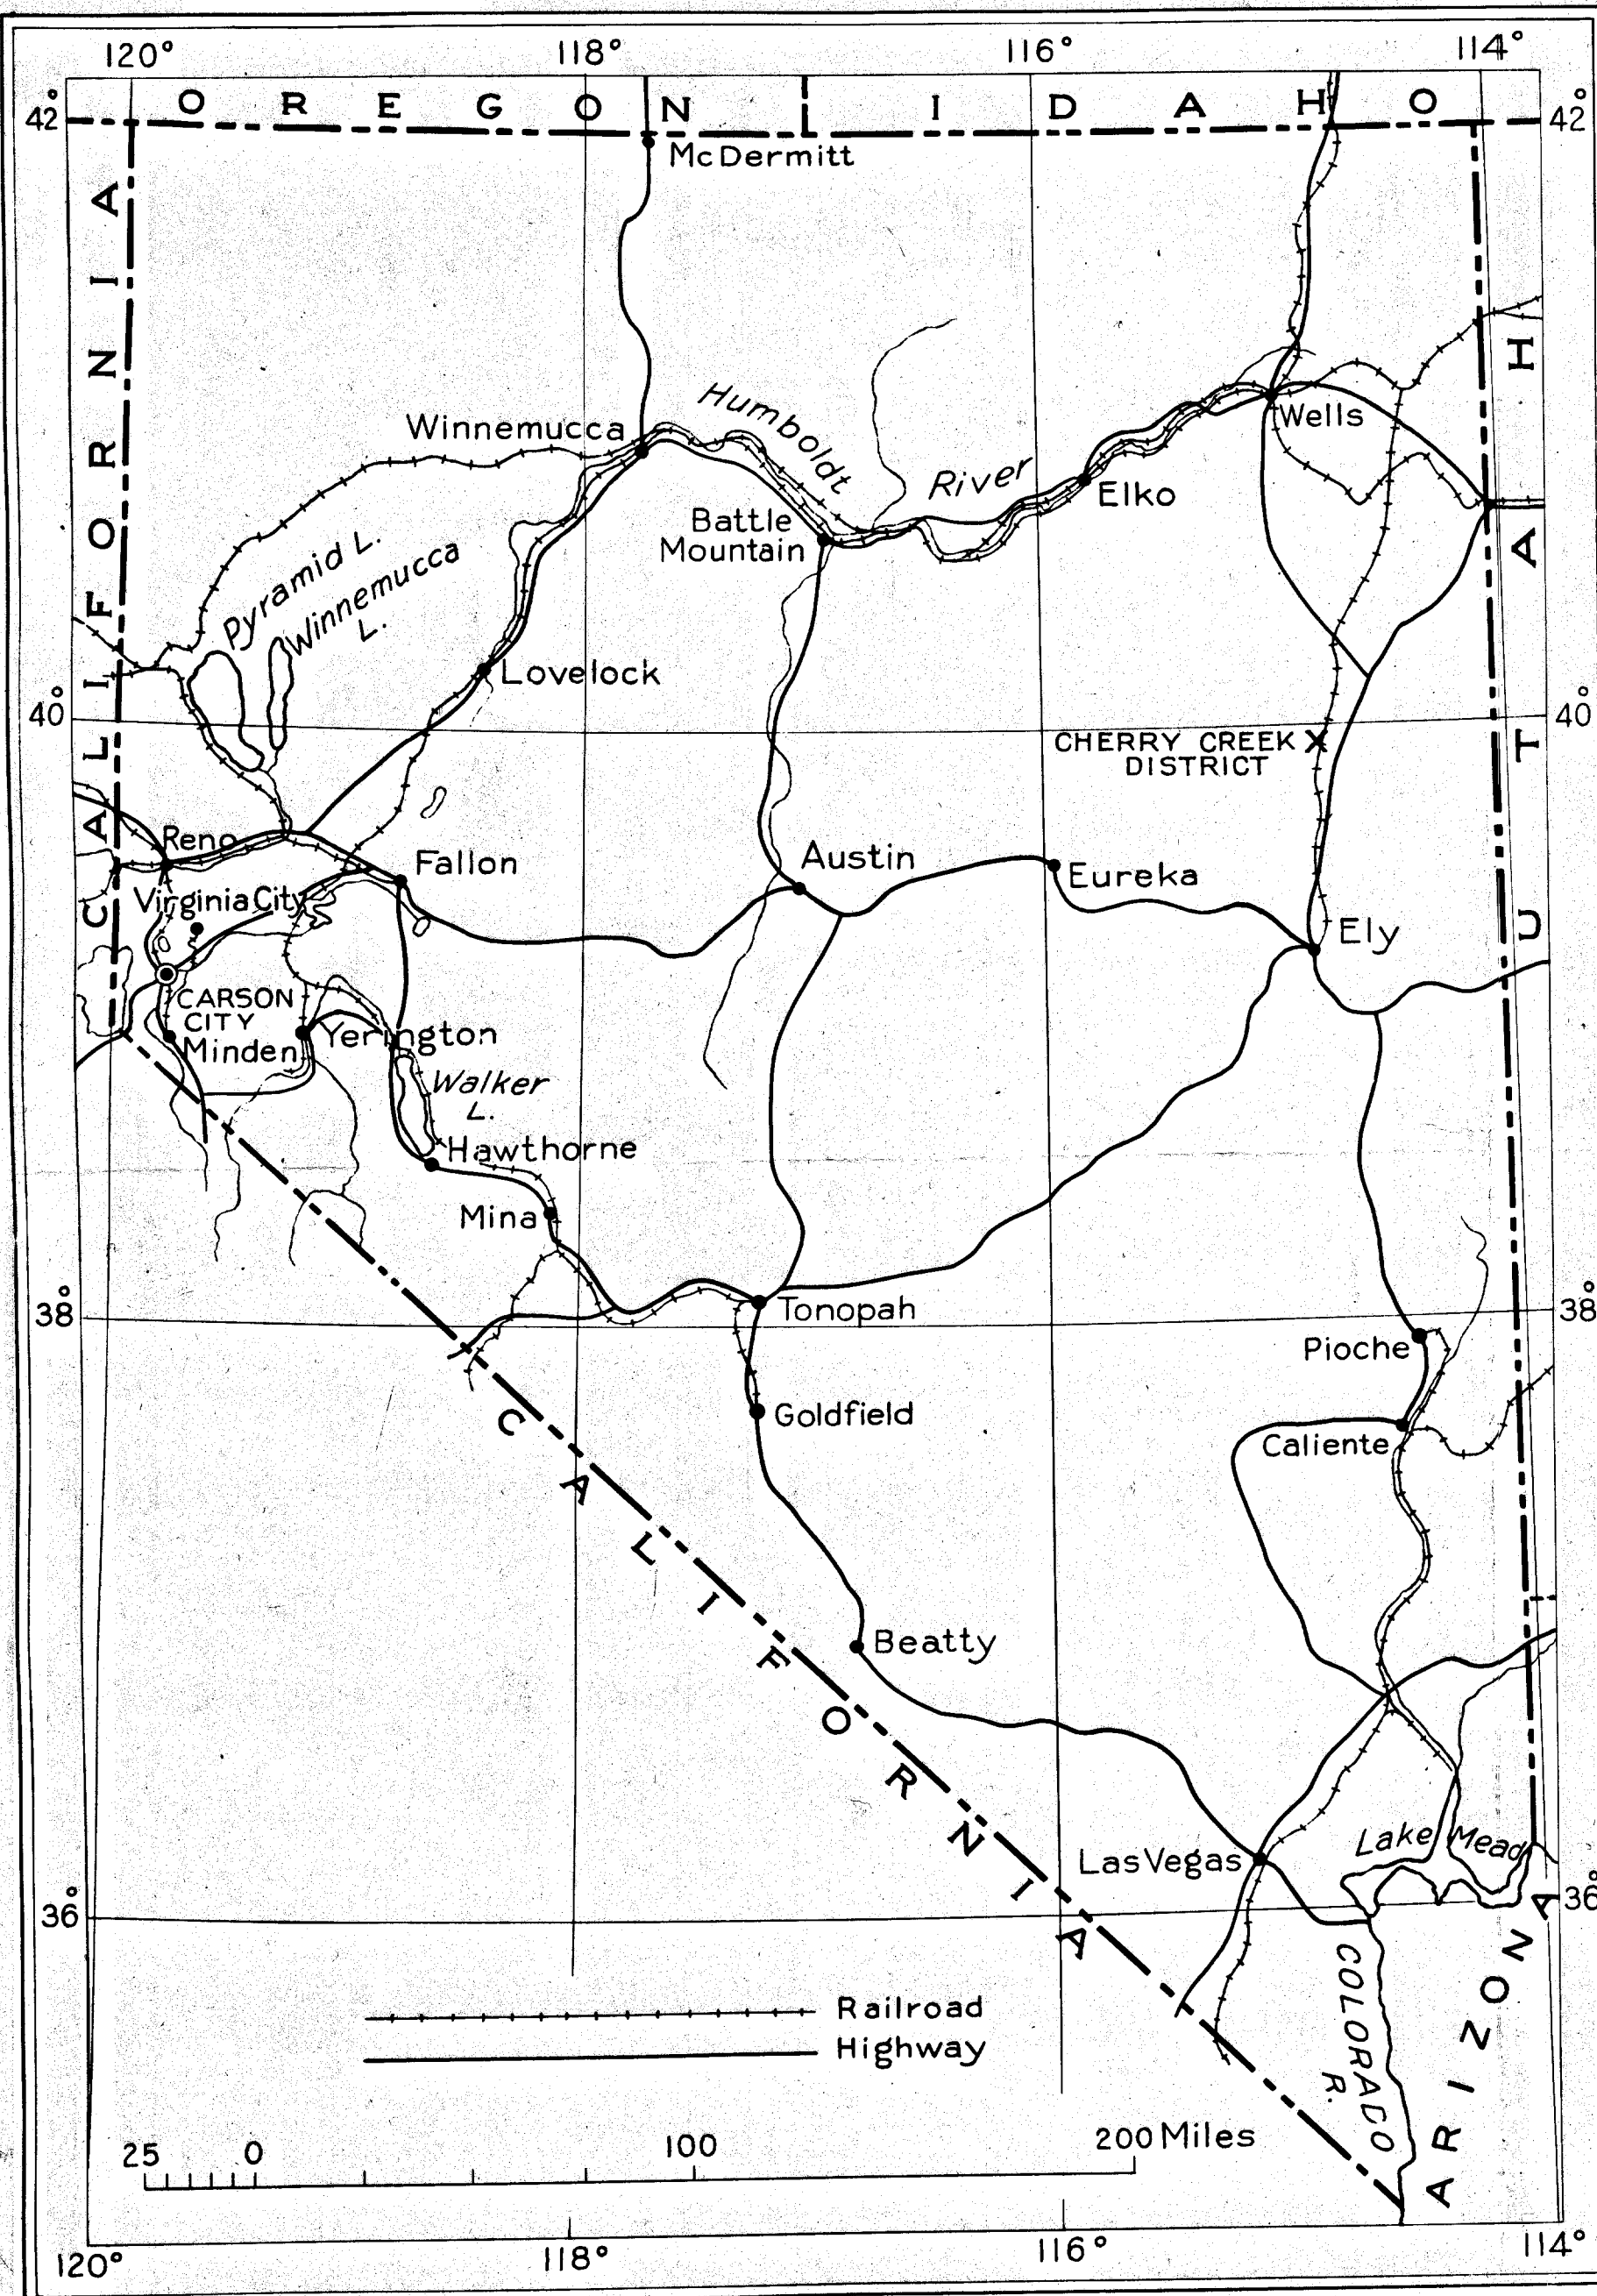 120° 118° 116° 114°
42° OREGON IDAHO 42°
McDermitt
CALIFORNIA
UTAH
Humboldt River
Winnemucca
Wells
Elko
Battle
Mountain
Pyramid L.
Winnemucca
L.
Lovelock
40° 40°
CHERRY CREEK X
DISTRICT
Reno
Fallon
Austin
Eureka
Virginia City
Ely
CARSON
CITY
Minden
Yerington
Walker
L.
Hawthorne
Mina
38° 38°
Tonopah
Pioche
Goldfield
Caliente
CALIFORNIA
Beatty
Las Vegas
Lake Mead
36° 36°
COLORADO
R.
ARIZONA
Railroad
Highway
25 0 100 200 Miles
120° 118° 116° 114°